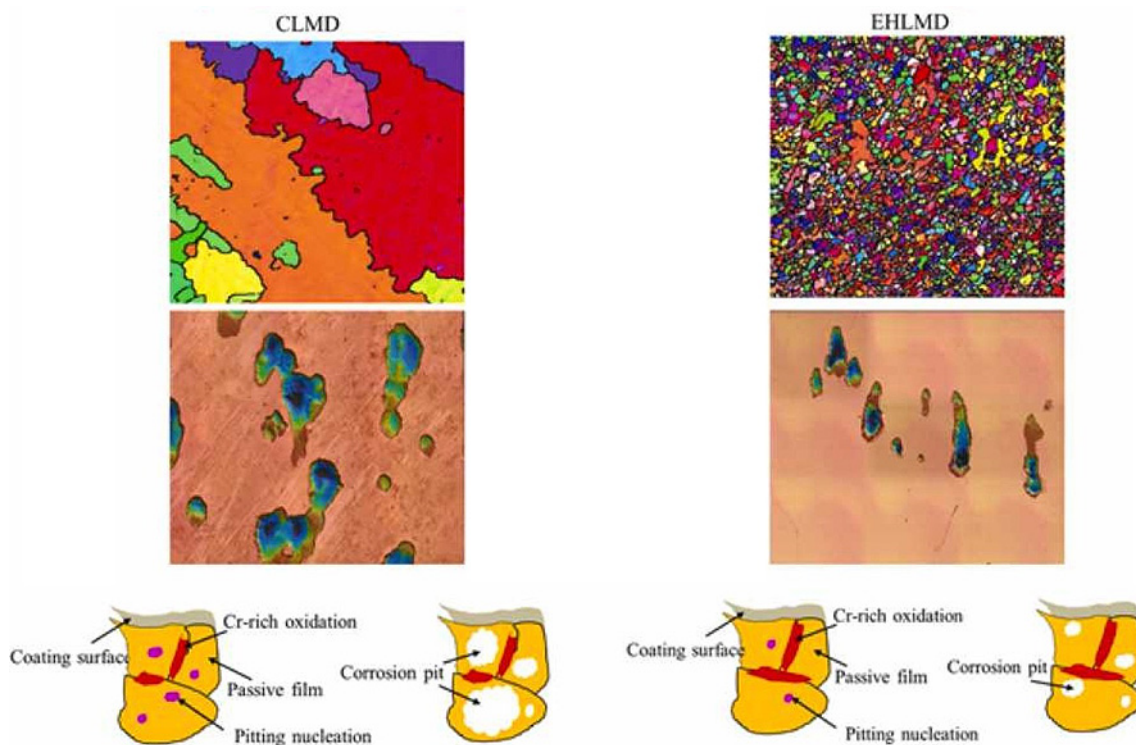 CLMD
EHLMD
Cr-rich oxidation
Coating surface
Passive film
Pitting nucleation
Corrosion pit
Cr-rich oxidation
Coating surface
Passive film
Pitting nucleation
Corrosion pit